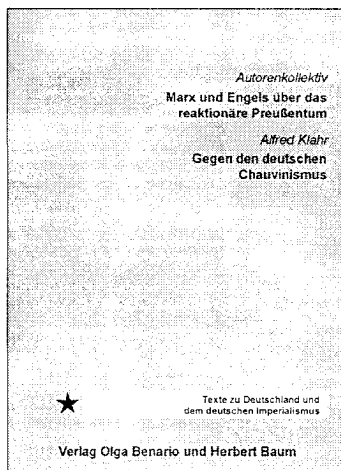 Autorenkollektiv
Marx und Engels über das
reaktionäre Preußentum
Alfred Klahr
Gegen den deutschen
Chauvinismus
Texte zu Deutschland und
dem deutschen Imperialismus
Verlag Olga Benario und Herbert Baum